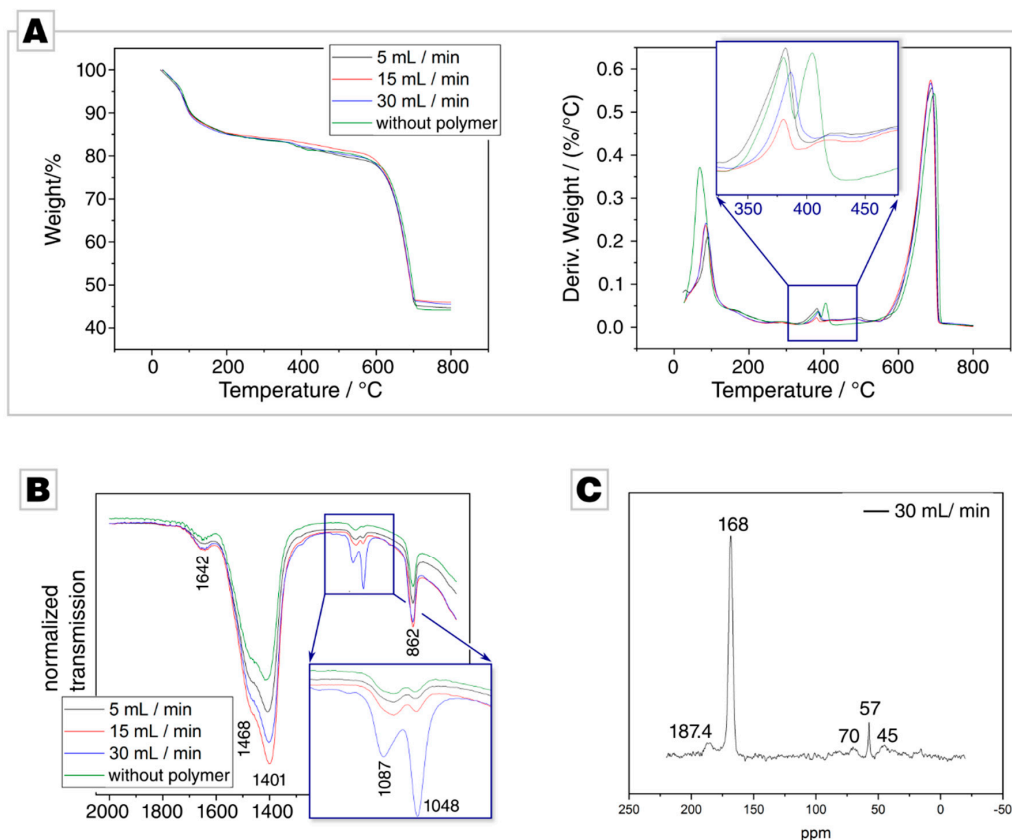 A
100
90
80
70
60
50
40
0
200
400
600
800
Weight/%
Temperature / °C
5 mL / min
15 mL / min
30 mL / min
without polymer
0.6
0.5
0.4
0.3
0.2
0.1
0.0
0
200
400
600
800
Deriv. Weight / (%/°C)
Temperature / °C
350
400
450
B
normalized
transmission
1642
1468
1401
862
1087
1048
5 mL / min
15 mL / min
30 mL / min
without polymer
2000
1800
1600
1400
C
30 mL/ min
168
187.4
70
57
45
250
200
150
100
50
0
-50
ppm